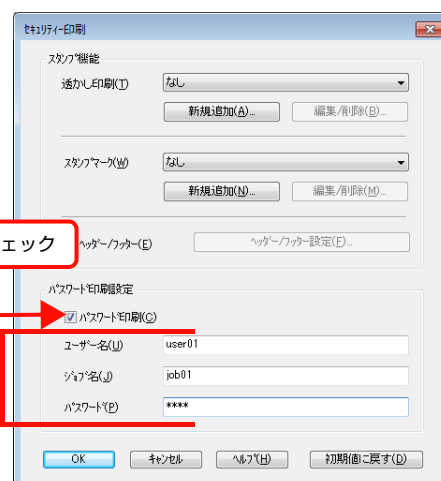 セキュリティー印刷
スタンプ機能
透かし印刷(T) なし
新規追加(A)... 編集/削除(B)...
スタンプマーク(W) なし
新規追加(N)... 編集/削除(M)...
ェック
ヘッダー/フッター(E) ヘッダー/フッター設定(F)...
パスワード印刷設定
パスワード印刷(C)
ユーザー名(U) user01
ジョブ名(J) job01
パスワード(P) ****
OK キャンセル ヘルプ(H) 初期値に戻す(D)